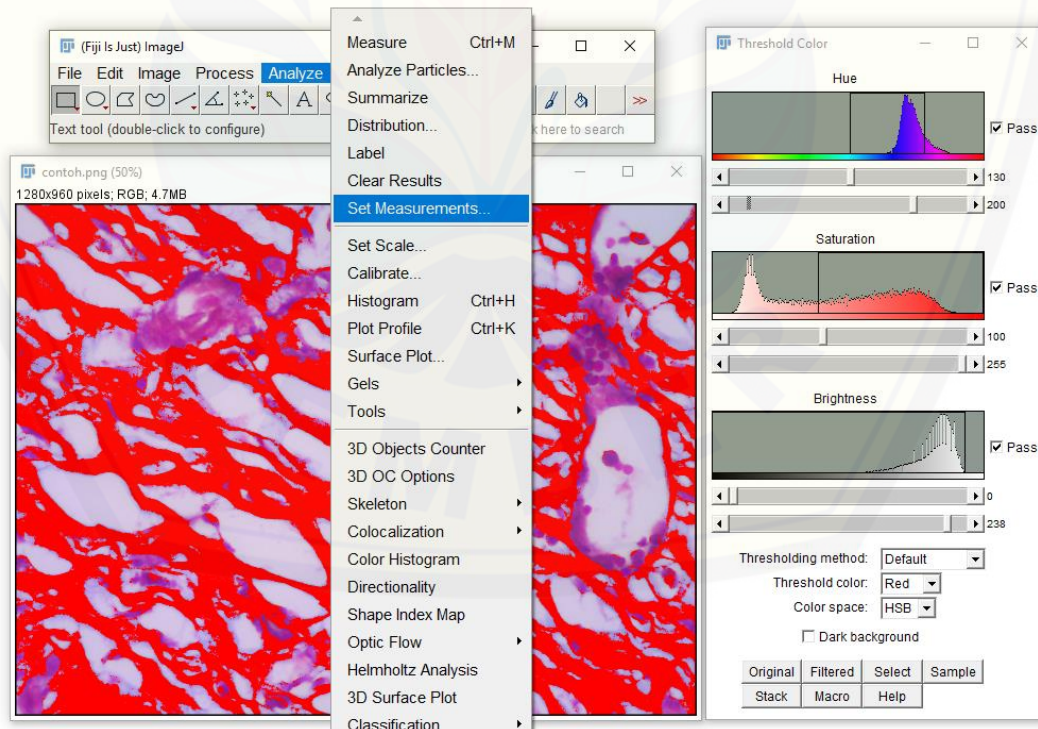 (Fiji Is Just) ImageJ
File Edit Image Process Analyze
Text tool (double-click to configure)
here to search
contoh.png (50%)
1280x960 pixels; RGB; 4.7MB
Measure Ctrl+M
Analyze Particles...
Summarize
Distribution...
Label
Clear Results
Set Measurements...
Set Scale...
Calibrate...
Histogram Ctrl+H
Plot Profile Ctrl+K
Surface Plot...
Gels
Tools
3D Objects Counter
3D OC Options
Skeleton
Colocalization
Color Histogram
Directionality
Shape Index Map
Optic Flow
Helmholtz Analysis
3D Surface Plot
Classification
Threshold Color
Hue
Pass
130
200
Saturation
Pass
100
255
Brightness
Pass
0
238
Thresholding method: Default
Threshold color: Red
Color space: HSB
Dark background
Original Filtered Select Sample
Stack Macro Help